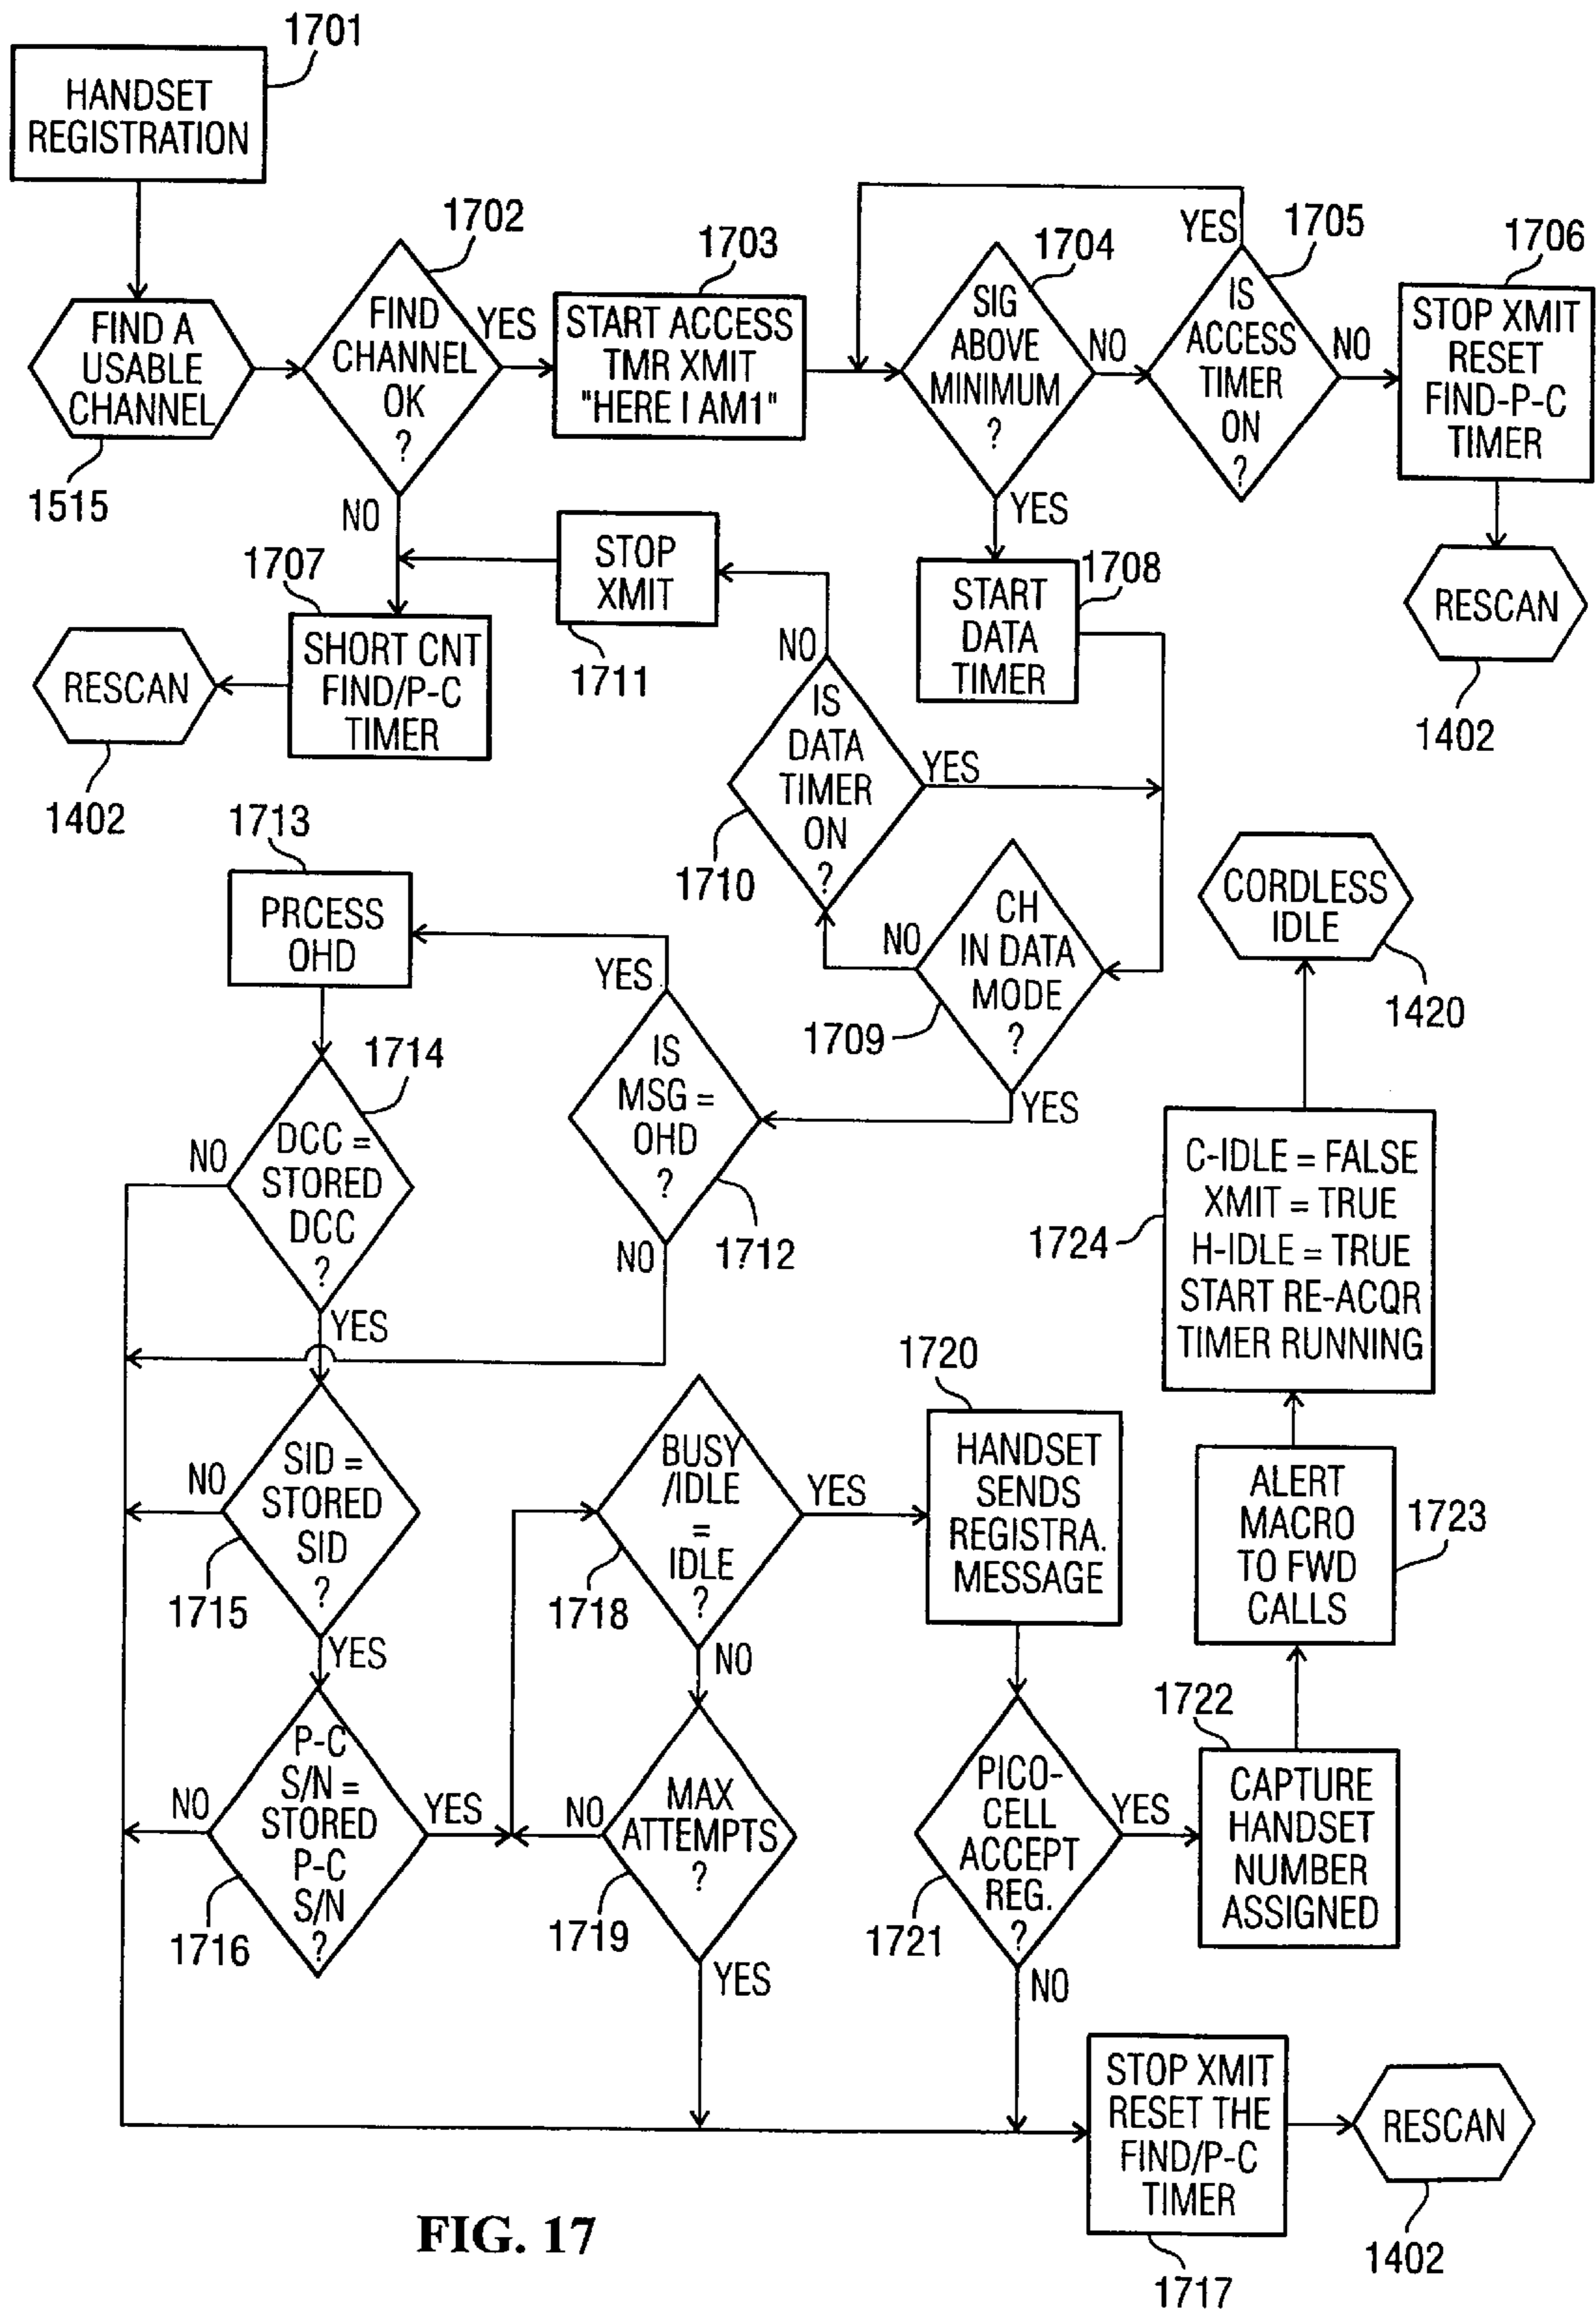 1701
HANDSET
REGISTRATION
1702
1703
1704
1705
1706
FIND A
USABLE
CHANNEL
1515
FIND
CHANNEL
OK
?
YES
NO
START ACCESS
TMR XMIT
"HERE I AM1"
SIG
ABOVE
MINIMUM
?
NO
YES
IS
ACCESS
TIMER
ON
?
YES
NO
STOP XMIT
RESET
FIND-P-C
TIMER
RESCAN
1402
1707
SHORT CNT
FIND/P-C
TIMER
RESCAN
1402
STOP
XMIT
1711
START
DATA
TIMER
1708
NO
IS
DATA
TIMER
ON
?
YES
1710
CH
IN DATA
MODE
?
NO
YES
1709
1713
PRCESS
OHD
YES
IS
MSG =
OHD
?
NO
1712
1714
DCC =
STORED
DCC
?
NO
YES
SID =
STORED
SID
?
NO
YES
1715
P-C
S/N =
STORED
P-C
S/N
?
NO
YES
1716
BUSY
/IDLE
=
IDLE
?
YES
NO
1718
MAX
ATTEMPTS
?
NO
YES
1719
1720
HANDSET
SENDS
REGISTRA.
MESSAGE
PICO-
CELL
ACCEPT
REG.
?
YES
NO
1721
1722
CAPTURE
HANDSET
NUMBER
ASSIGNED
ALERT
MACRO
TO FWD
CALLS
1723
C-IDLE = FALSE
XMIT = TRUE
H-IDLE = TRUE
START RE-ACQR
TIMER RUNNING
1724
CORDLESS
IDLE
1420
STOP XMIT
RESET THE
FIND/P-C
TIMER
1717
RESCAN
1402
FIG. 17